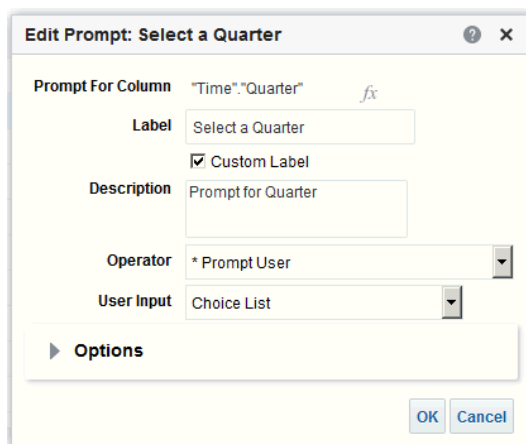 Edit Prompt: Select a Quarter ? ×
Prompt For Column "Time"."Quarter" fx
Label Select a Quarter
Custom Label
Description Prompt for Quarter
Operator * Prompt User
User Input Choice List
Options
OK Cancel